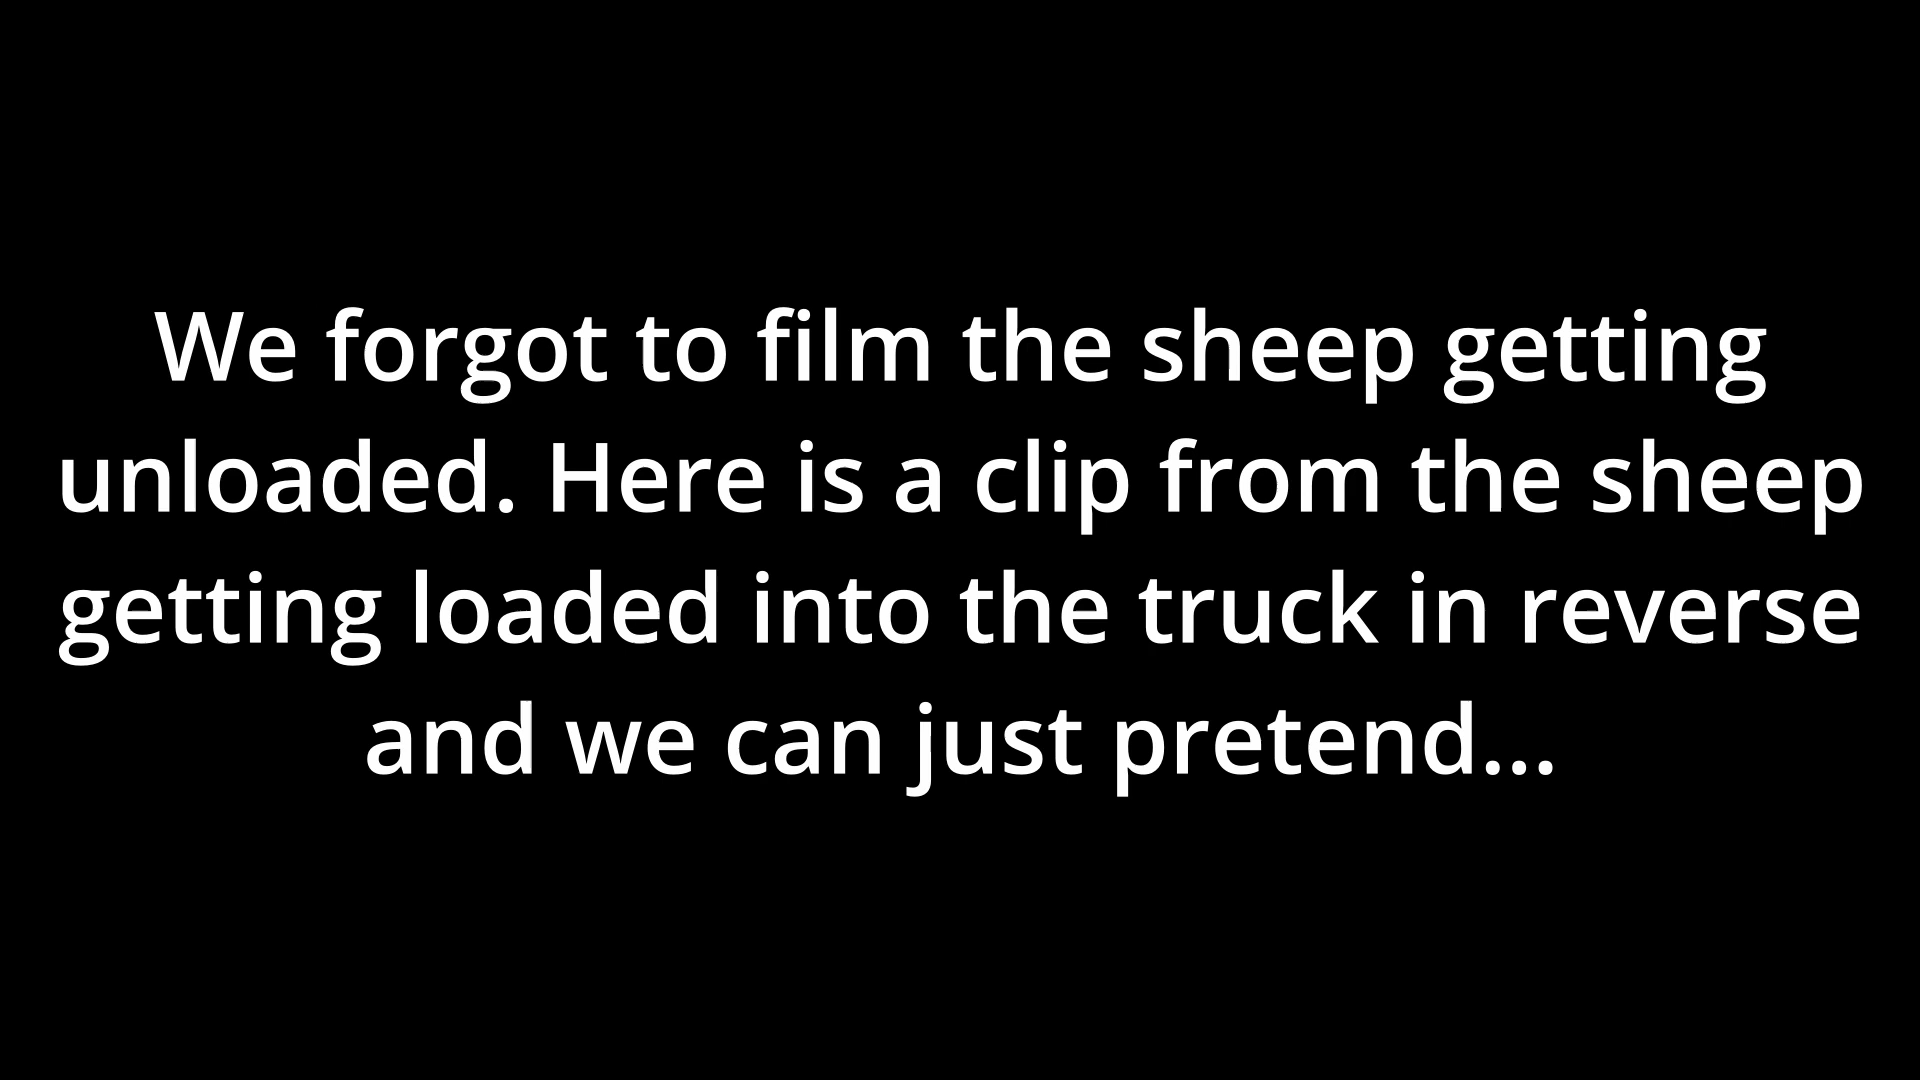 We forgot to film the sheep getting
unloaded. Here is a clip from the sheep
getting loaded into the truck in reverse
and we can just pretend...